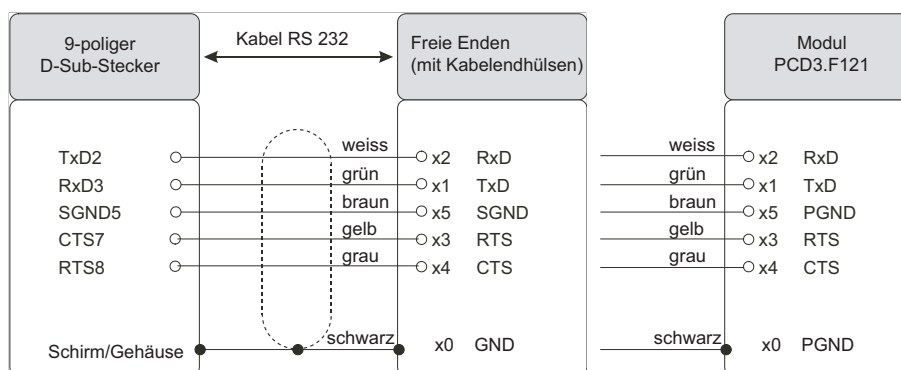 9-poliger
D-Sub-Stecker
Kabel RS 232
Freie Enden
(mit Kabelendhülsen)
Modul
PCD3.F121
TxD2 weiss x2 RxD weiss x2 RxD
RxD3 grün x1 TxD grün x1 TxD
SGND5 braun x5 SGND braun x5 PGND
CTS7 gelb x3 RTS gelb x3 RTS
RTS8 grau x4 CTS grau x4 CTS
Schirm/Gehäuse schwarz x0 GND schwarz x0 PGND